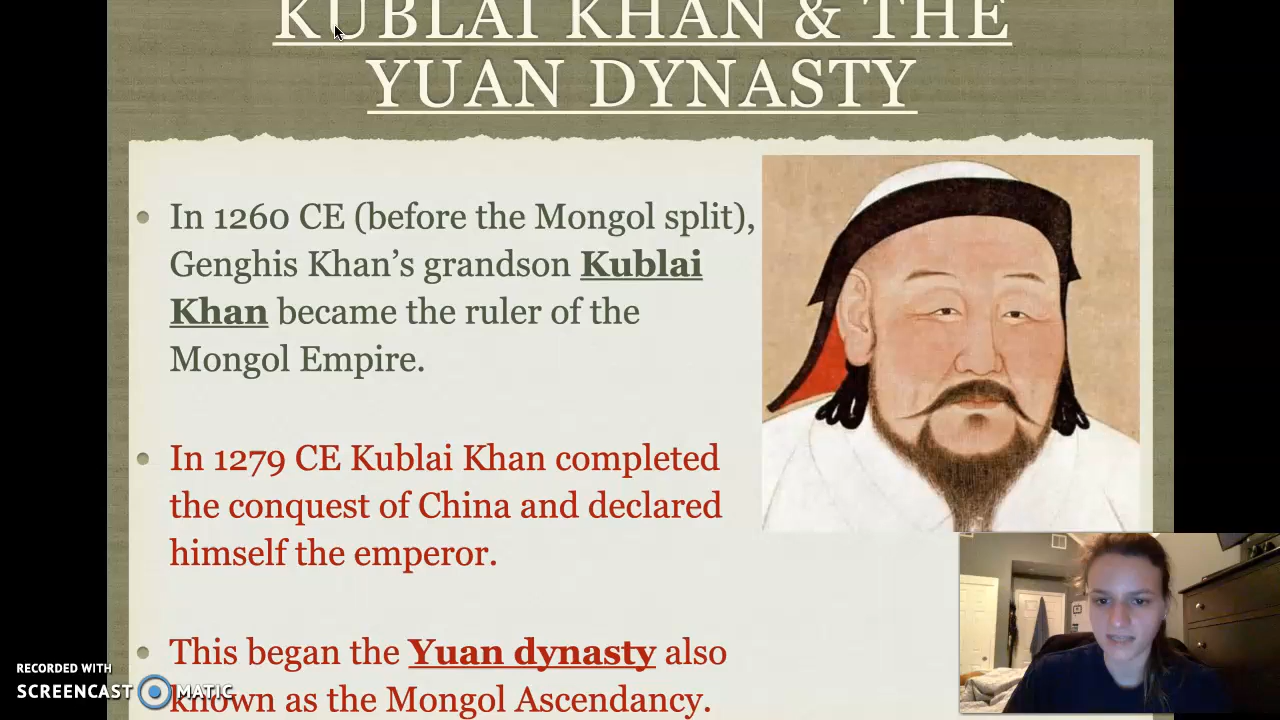 KUBLAI KHAN & THE
YUAN DYNASTY
In 1260 CE (before the Mongol split),
Genghis Khan’s grandson Kublai
Khan became the ruler of the
Mongol Empire.
In 1279 CE Kublai Khan completed
the conquest of China and declared
himself the emperor.
This began the Yuan dynasty also
known as the Mongol Ascendancy.
RECORDED WITH
SCREENCAST MATIC